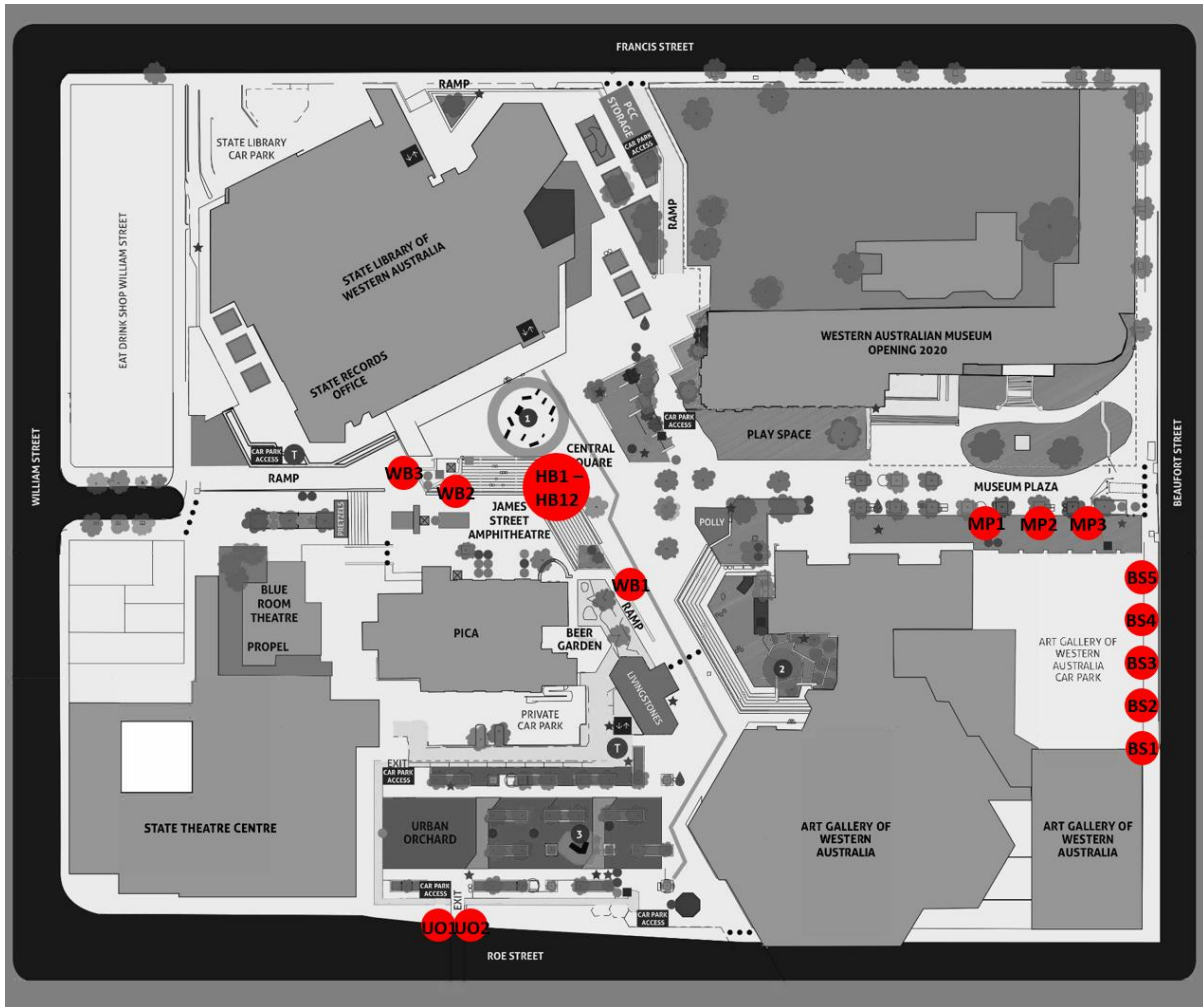 FRANCIS STREET
RAMP
PCC
STORAGE
CAR PARK
ACCESS
STATE LIBRARY
CAR PARK
EAT DRINK SHOP WILLIAM STREET
STATE LIBRARY OF
WESTERN AUSTRALIA
RAMP
STATE RECORDS
OFFICE
WESTERN AUSTRALIAN MUSEUM
OPENING 2020
1
CAR PARK
ACCESS
PLAY SPACE
CENTRAL
SQUARE
WILLIAM STREET
BEAUFORT STREET
CAR PARK
ACCESS
T
RAMP
WB3
WB2
HB1 –
HB12
MUSEUM PLAZA
PRETZELS
JAMES
STREET
AMPHITHEATRE
POLLY
MP1
MP2
MP3
BS5
BLUE
ROOM
THEATRE
WB1
RAMP
BS4
PROPEL
PICA
BEER
GARDEN
ART GALLERY OF
WESTERN
AUSTRALIA
CAR PARK
BS3
2
LIVINGSTONES
BS2
PRIVATE
CAR PARK
T
BS1
EXIT
CAR PARK
ACCESS
STATE THEATRE CENTRE
URBAN
ORCHARD
3
ART GALLERY OF
WESTERN
AUSTRALIA
ART GALLERY OF
WESTERN
AUSTRALIA
CAR PARK
ACCESS
EXIT
CAR PARK
ACCESS
UO1
UO2
ROE STREET